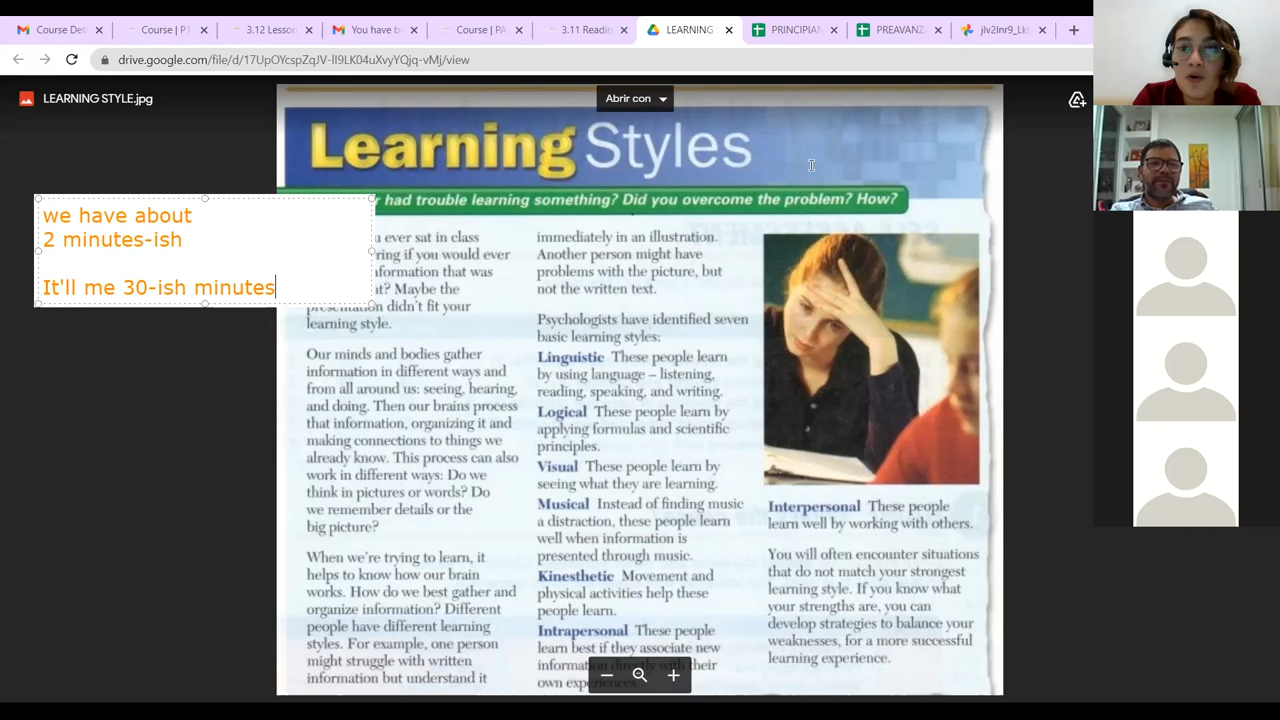 Course Det
Course | P1
3.12 Lesson
You have b
Course | PA
3.11 Readin
LEARNING
PRINCIPIAN
PREAVANZ
jlv2lnr9_Lk
drive.google.com/file/d/17UpOYcspZqJV-lI9LK04uXvyYQjq-vMj/view
LEARNING STYLE.jpg
Abrir con
Learning Styles
had trouble learning something? Did you overcome the problem? How?
we have about
2 minutes-ish
It'll me 30-ish minutes
ever sat in class
ring if you would ever
nformation that was
t? Maybe the
presentation didn't fit your
learning style.
Our minds and bodies gather
information in different ways and
from all around us: seeing, hearing,
and doing. Then our brains process
that information, organizing it and
making connections to things we
already know. This process can also
work in different ways: Do we
think in pictures or words? Do
we remember details or the
big picture?
When we're trying to learn, it
helps to know how our brain
works. How do we best gather and
organize information? Different
people have different learning
styles. For example, one person
might struggle with written
information but understand it
immediately in an illustration.
Another person might have
problems with the picture, but
not the written text.
Psychologists have identified seven
basic learning styles:
Linguistic These people learn
by using language – listening,
reading, speaking, and writing.
Logical These people learn by
applying formulas and scientific
principles.
Visual These people learn by
seeing what they are learning.
Musical Instead of finding music
a distraction, these people learn
well when information is
presented through music.
Kinesthetic Movement and
physical activities help these
people learn.
Intrapersonal These people
learn best if they associate new
information directly with their
own experiences.
Interpersonal These people
learn well by working with others.
You will often encounter situations
that do not match your strongest
learning style. If you know what
your strengths are, you can
develop strategies to balance your
weaknesses, for a more successful
learning experience.